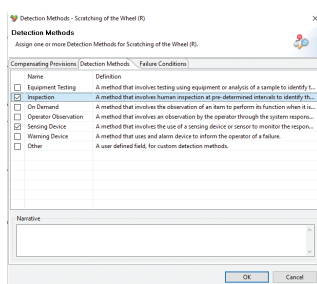 Detection Methods - Scratching of the Wheel (R)
Detection Methods
Assign one or more Detection Methods for Scratching of the Wheel (R).
Compensating Provisions Detection Methods Failure Conditions
Name Definition
Equipment Testing A method that involves testing using equipment or analysis of a sample to identify t...
Inspection A method that involves human inspection at pre-determined intervals to identify th...
On Demand A method that involves the observation of an item to perform its function when it is...
Operator Observation A method that involves an observation by the operator through the system respons...
Sensing Device A method that involves the use of a sensing device or sensor to monitor the respon...
Warning Device A method that uses and alarm device to inform the operator of a failure.
Other A user defined field, for custom detection methods.
Narrative
OK Cancel